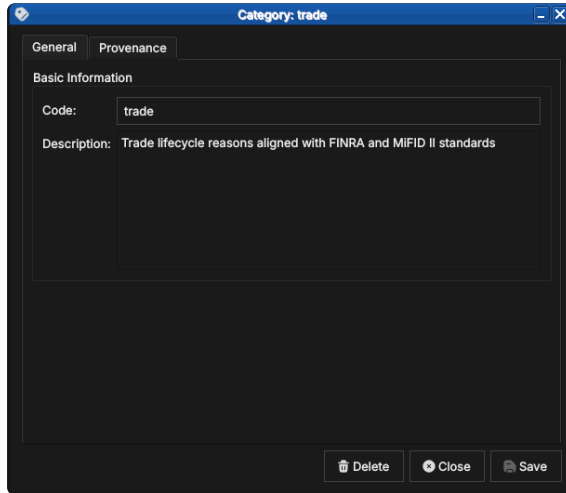 Category: trade
General Provenance
Basic Information
Code: trade
Description: Trade lifecycle reasons aligned with FINRA and MiFID II standards
Delete Close Save